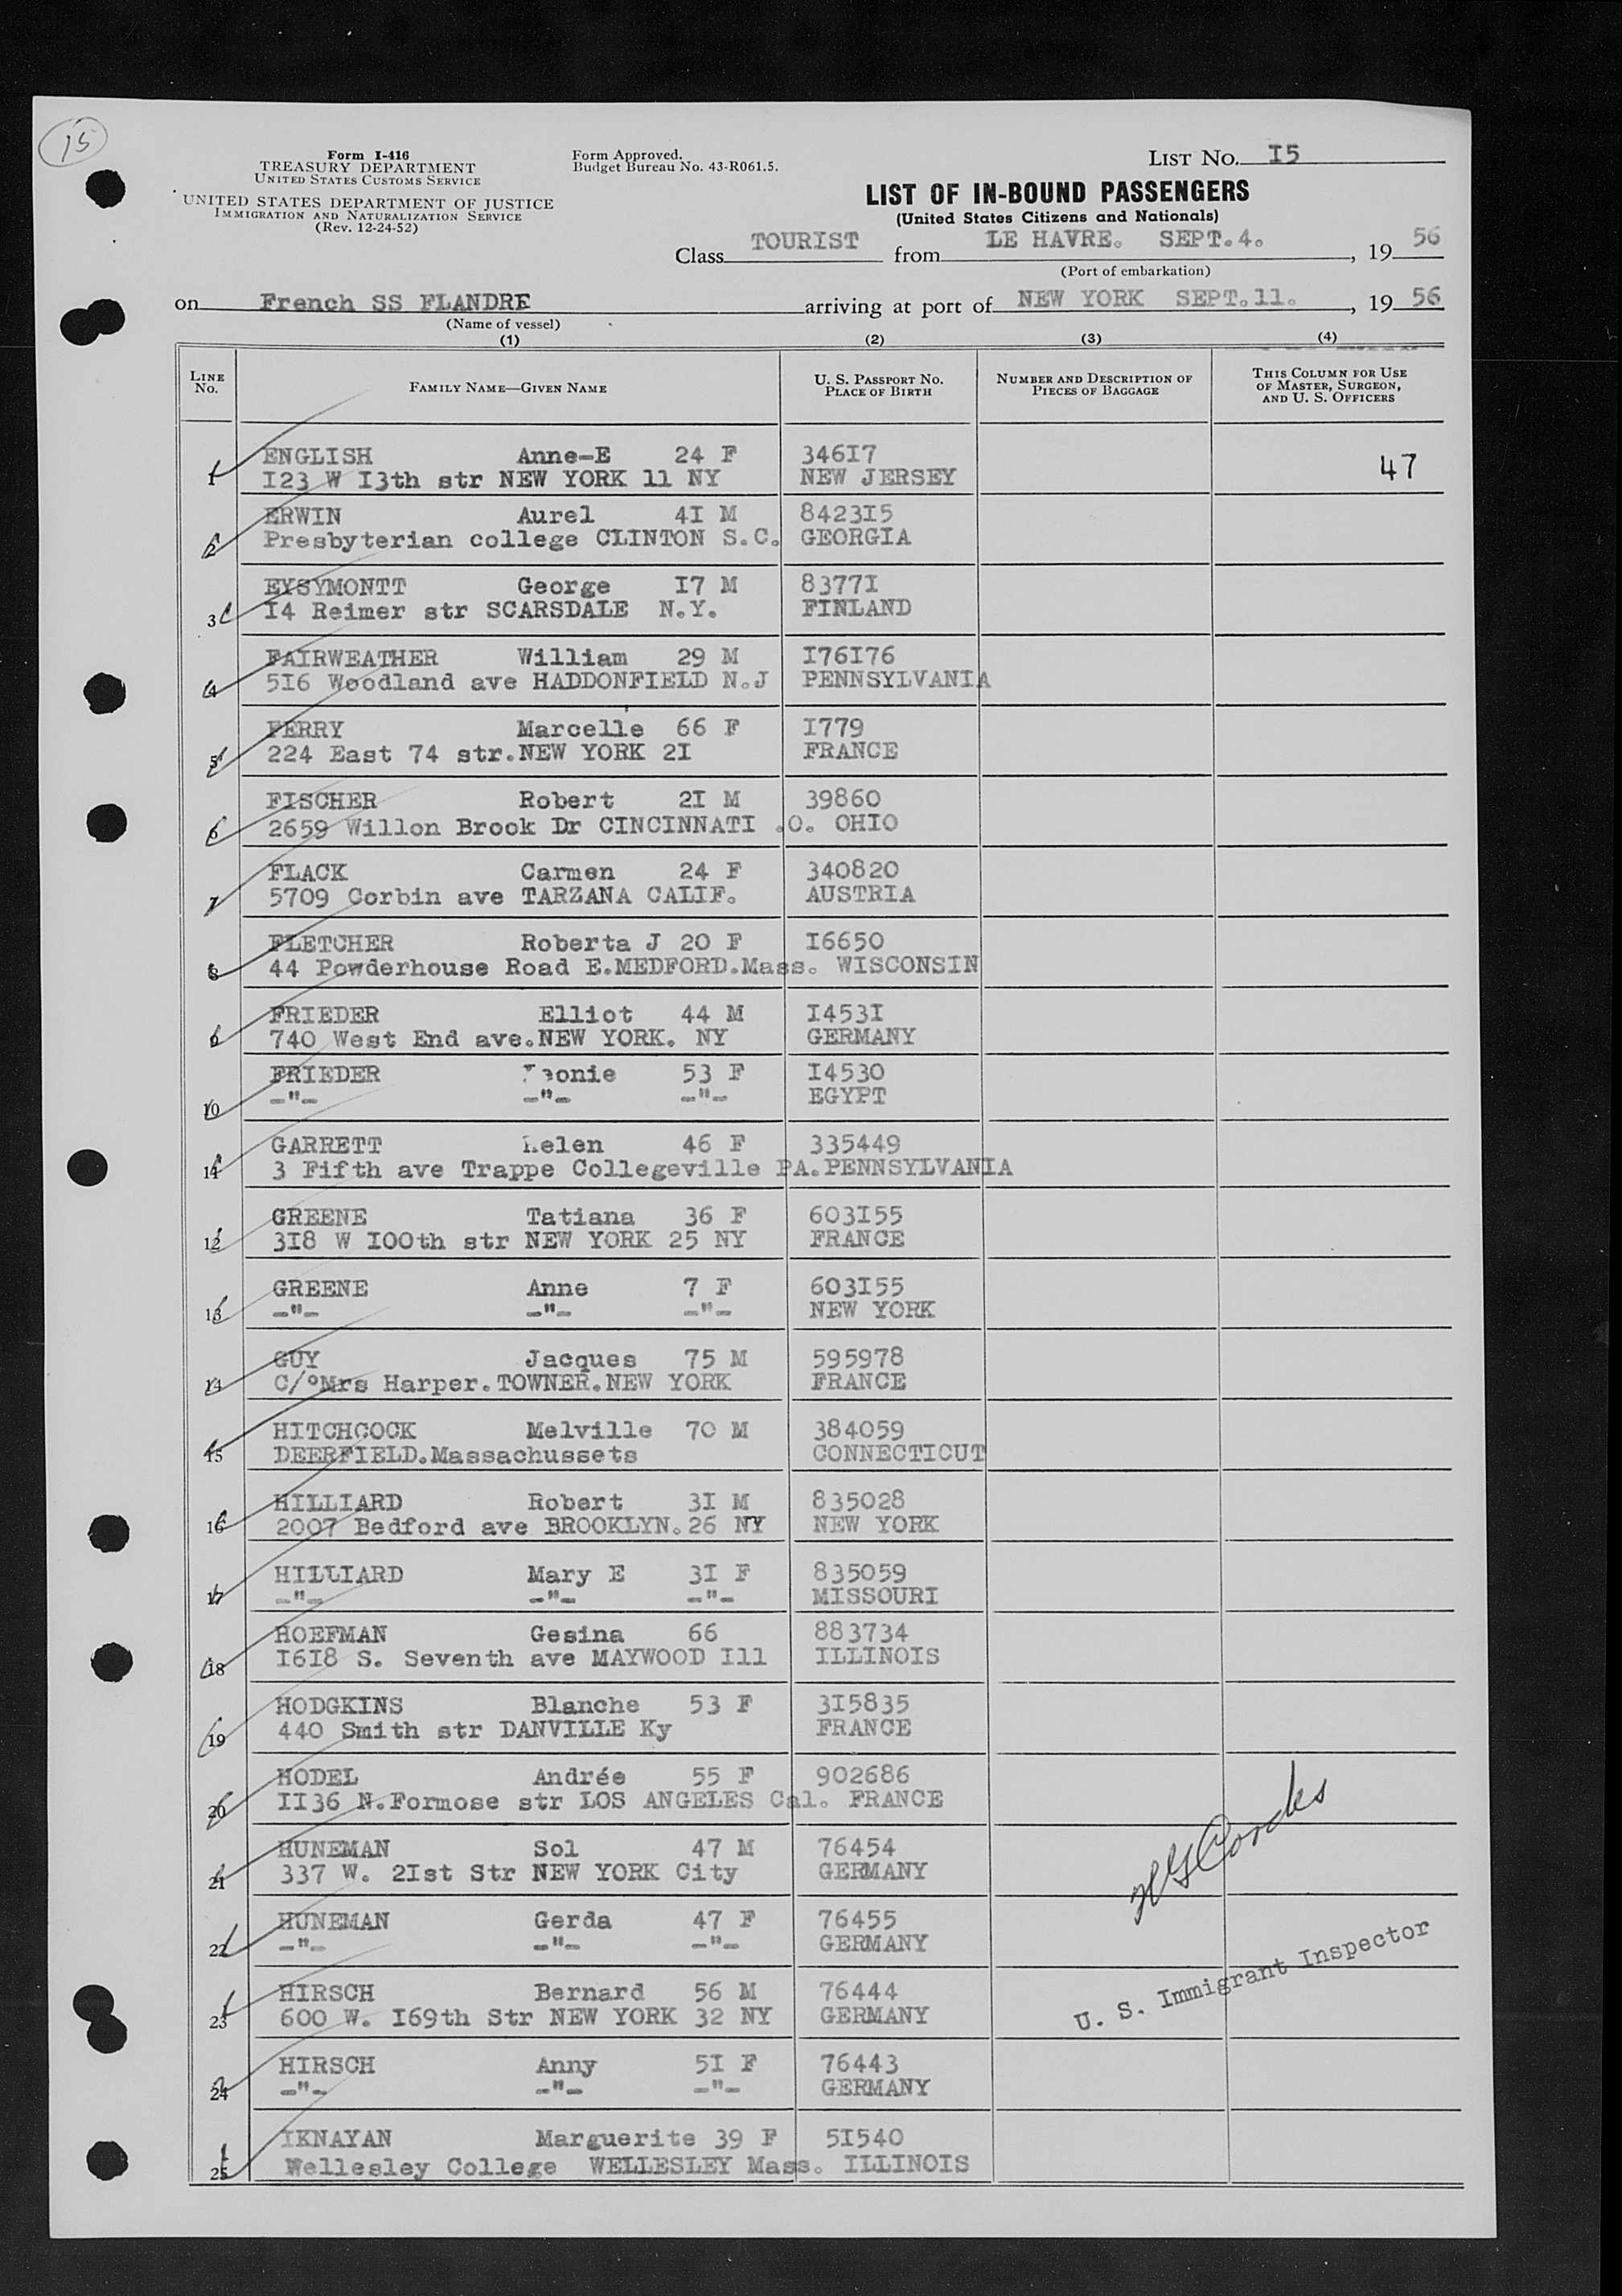 15
Form I-416
TREASURY DEPARTMENT
UNITED STATES CUSTOMS SERVICE
UNITED STATES DEPARTMENT OF JUSTICE
IMMIGRATION AND NATURALIZATION SERVICE
(Rev. 12-24-52)
Form Approved.
Budget Bureau No. 43-R061.5.
LIST NO. I5
LIST OF IN-BOUND PASSENGERS
(United States Citizens and Nationals)
Class TOURIST from LE HAVRE. SEPT.4. , 19 56
(Port of embarkation)
on French SS FLANDRE arriving at port of NEW YORK SEPT.11. , 19 56
(Name of vessel)
(1) (2) (3) (4)
LINE No. FAMILY NAME—GIVEN NAME U. S. PASSPORT NO. PLACE OF BIRTH NUMBER AND DESCRIPTION OF PIECES OF BAGGAGE THIS COLUMN FOR USE OF MASTER, SURGEON, AND U. S. OFFICERS
1 ENGLISH Anne-E 24 F 346I7 47
I23 W I3th str NEW YORK 11 NY NEW JERSEY
2 ERWIN Aurel 4I M 8423I5
Presbyterian college CLINTON S.C. GEORGIA
3 EYSYMONTT George I7 M 8377I
I4 Reimer str SCARSDALE N.Y. FINLAND
4 FAIRWEATHER William 29 M I76I76
5I6 Woodland ave HADDONFIELD N.J PENNSYLVANIA
5 FERRY Marcelle 66 F I779
224 East 74 str.NEW YORK 2I FRANCE
6 FISCHER Robert 2I M 39860
2659 Willon Brook Dr CINCINNATI .O. OHIO
7 FLACK Carmen 24 F 340820
5709 Corbin ave TARZANA CALIF. AUSTRIA
8 FLETCHER Roberta J 20 F I6650
44 Powderhouse Road E.MEDFORD.Mass. WISCONSIN
FRIEDER Elliot 44 M I453I
740 West End ave.NEW YORK. NY GERMANY
10 FRIEDER Leonie 53 F I4530
-"- -"- -"- EGYPT
11 GARRETT Helen 46 F 335449
3 Fifth ave Trappe Collegeville PA.PENNSYLVANIA
12 GREENE Tatiana 36 F 603I55
3I8 W I00th str NEW YORK 25 NY FRANCE
13 GREENE Anne 7 F 603I55
-"- -"- -"- NEW YORK
14 GUY Jacques 75 M 595978
C/°Mrs Harper.TOWNER.NEW YORK FRANCE
15 HITCHCOCK Melville 70 M 384059
DEERFIELD.Massachussets CONNECTICUT
16 HILLIARD Robert 3I M 835028
2007 Bedford ave BROOKLYN.26 NY NEW YORK
17 HILLIARD Mary E 3I F 835059
-"- -"- -"- MISSOURI
18 HOEFMAN Gesina 66 883734
I6I8 S. Seventh ave MAYWOOD Ill ILLINOIS
19 HODGKINS Blanche 53 F 3I5835
440 Smith str DANVILLE Ky FRANCE
20 HODEL Andrée 55 F 902686
II36 N.Formose str LOS ANGELES Cal. FRANCE
21 HUNEMAN Sol 47 M 76454
337 W. 2Ist Str NEW YORK City GERMANY
22 HUNEMAN Gerda 47 F 76455
-"- -"- -"- GERMANY
23 HIRSCH Bernard 56 M 76444
600 W. I69th Str NEW YORK 32 NY GERMANY
U. S. Immigrant Inspector
24 HIRSCH Anny 5I F 76443
-"- -"- -"- GERMANY
25 IKNAYAN Marguerite 39 F 5I540
Wellesley College WELLESLEY Mass. ILLINOIS